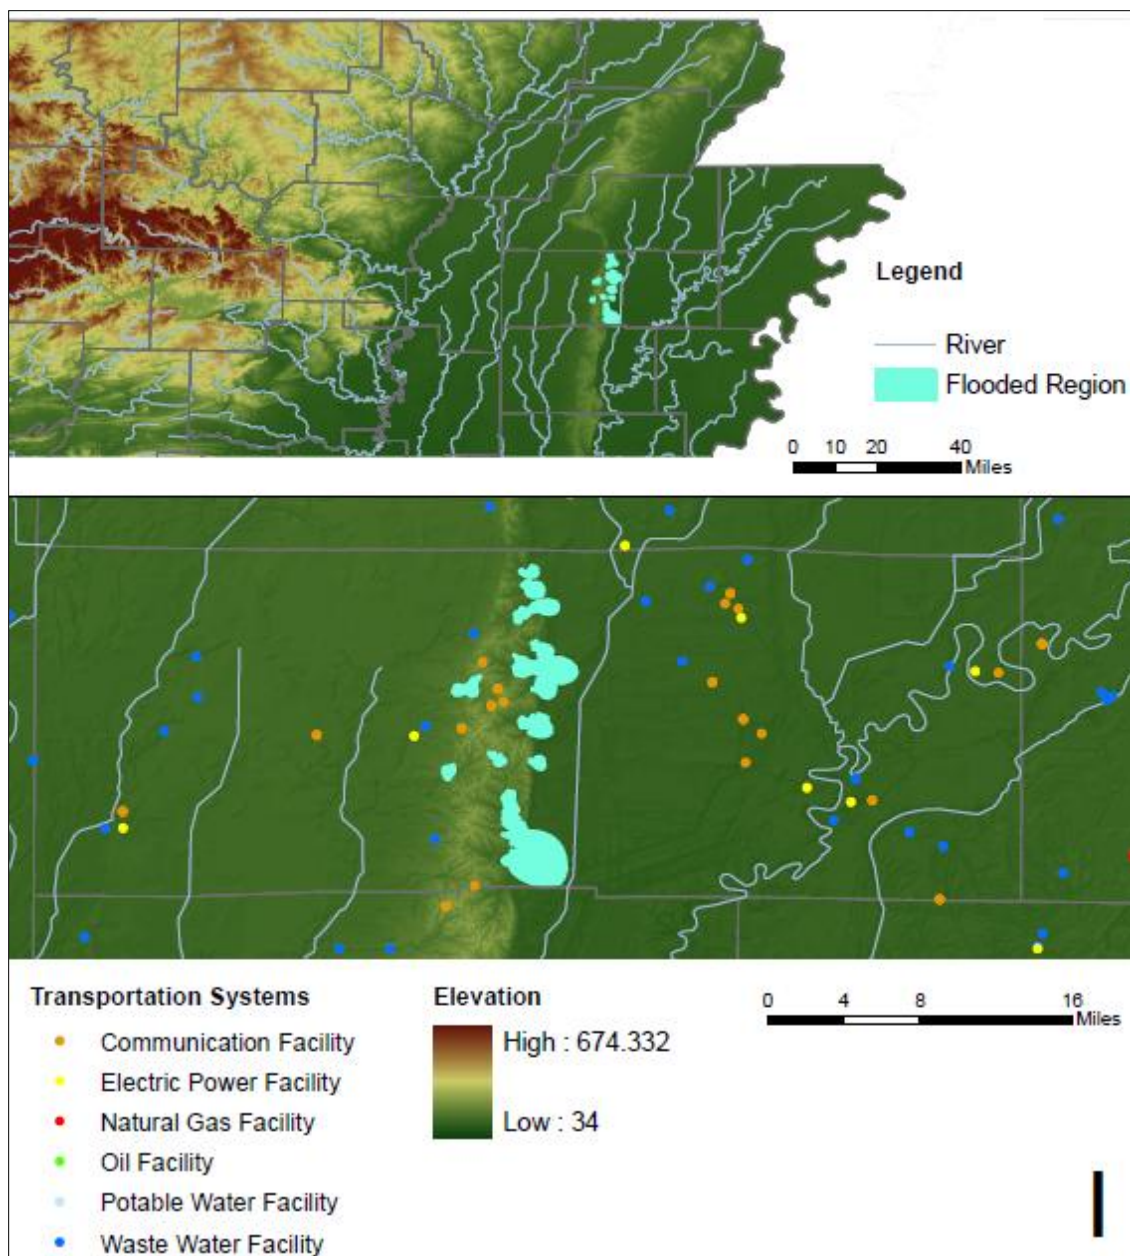 Legend
River
Flooded Region
0 10 20 40
Miles
Transportation Systems
Communication Facility
Electric Power Facility
Natural Gas Facility
Oil Facility
Potable Water Facility
Waste Water Facility
Elevation
High : 674.332
Low : 34
0 4 8 16
Miles